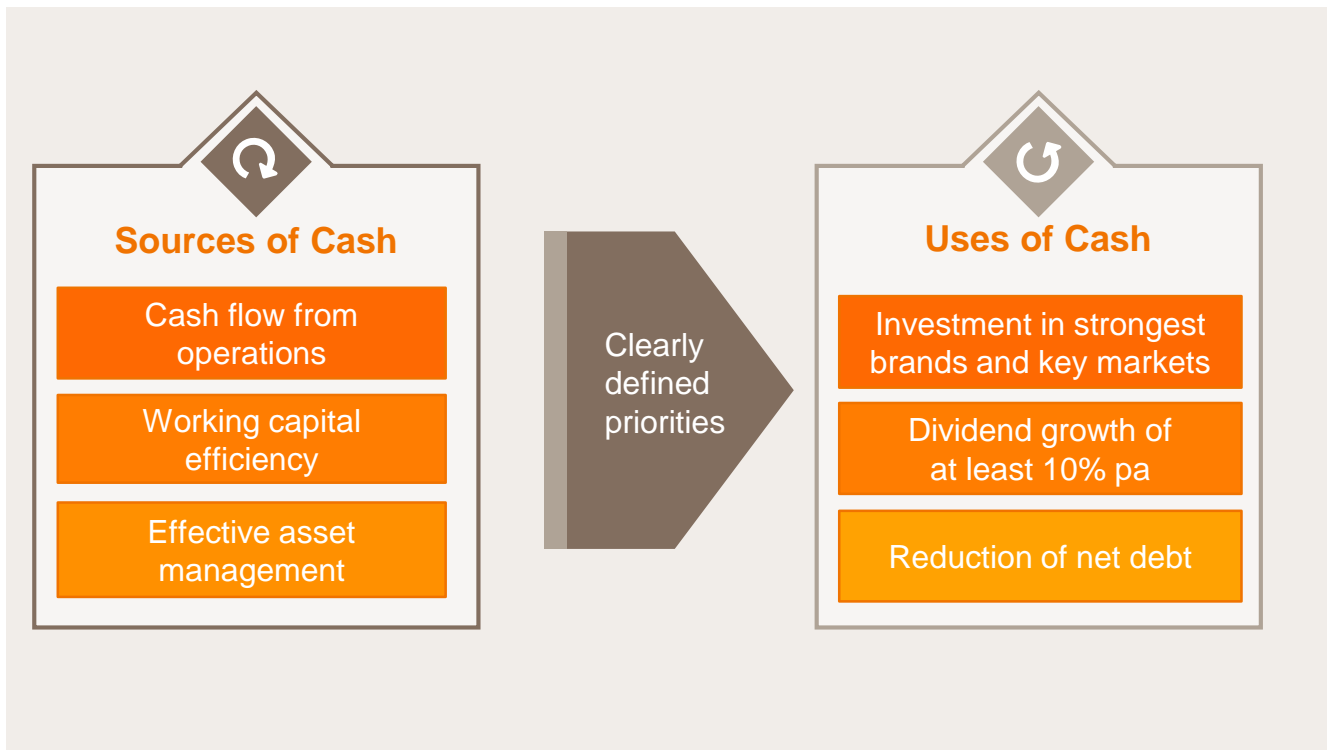 Sources of Cash
Cash flow from
operations
Working capital
efficiency
Effective asset
management
Clearly
defined
priorities
Uses of Cash
Investment in strongest
brands and key markets
Dividend growth of
at least 10% pa
Reduction of net debt